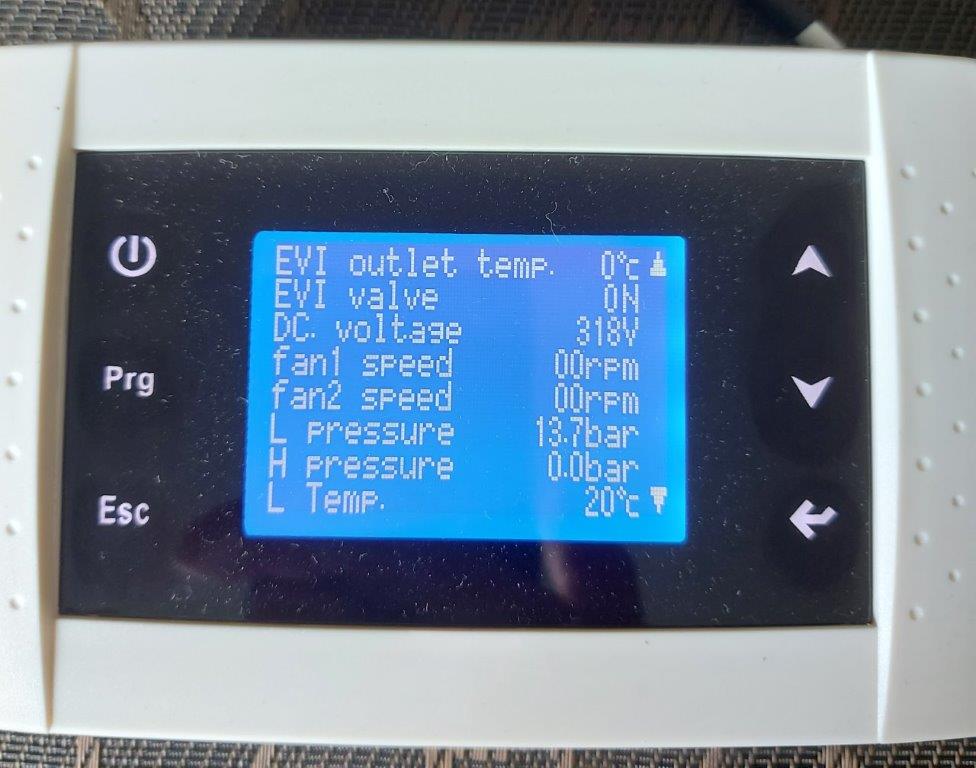 EVI outlet temp. 0℃
EVI valve ON
DC. voltage 318V
fan1 speed 00rpm
fan2 speed 00rpm
L pressure 13.7bar
H pressure 0.0bar
L Temp. 20℃
Prg
Esc